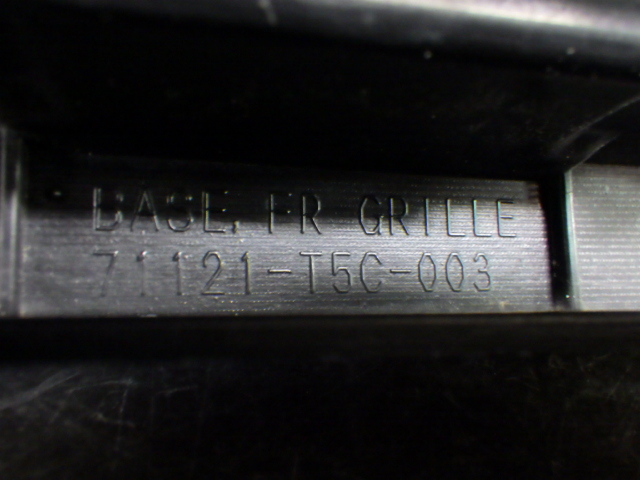 BASE, FR GRILLE
71121-T5C-003